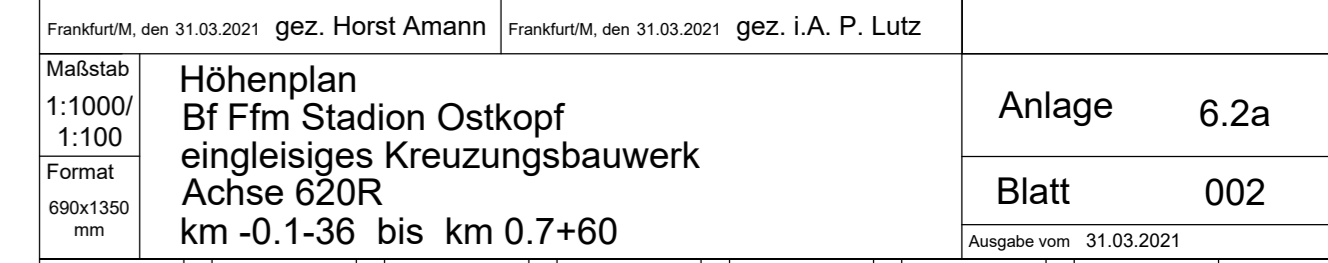 Frankfurt/M, den 31.03.2021 gez. Horst Amann
Frankfurt/M, den 31.03.2021 gez. i.A. P. Lutz
Maßstab
1:1000/
1:100
Format
690x1350
mm
Höhenplan
Bf Ffm Stadion Ostkopf
eingleisiges Kreuzungsbauwerk
Achse 620R
km -0.1-36 bis km 0.7+60
Anlage 6.2a
Blatt 002
Ausgabe vom 31.03.2021